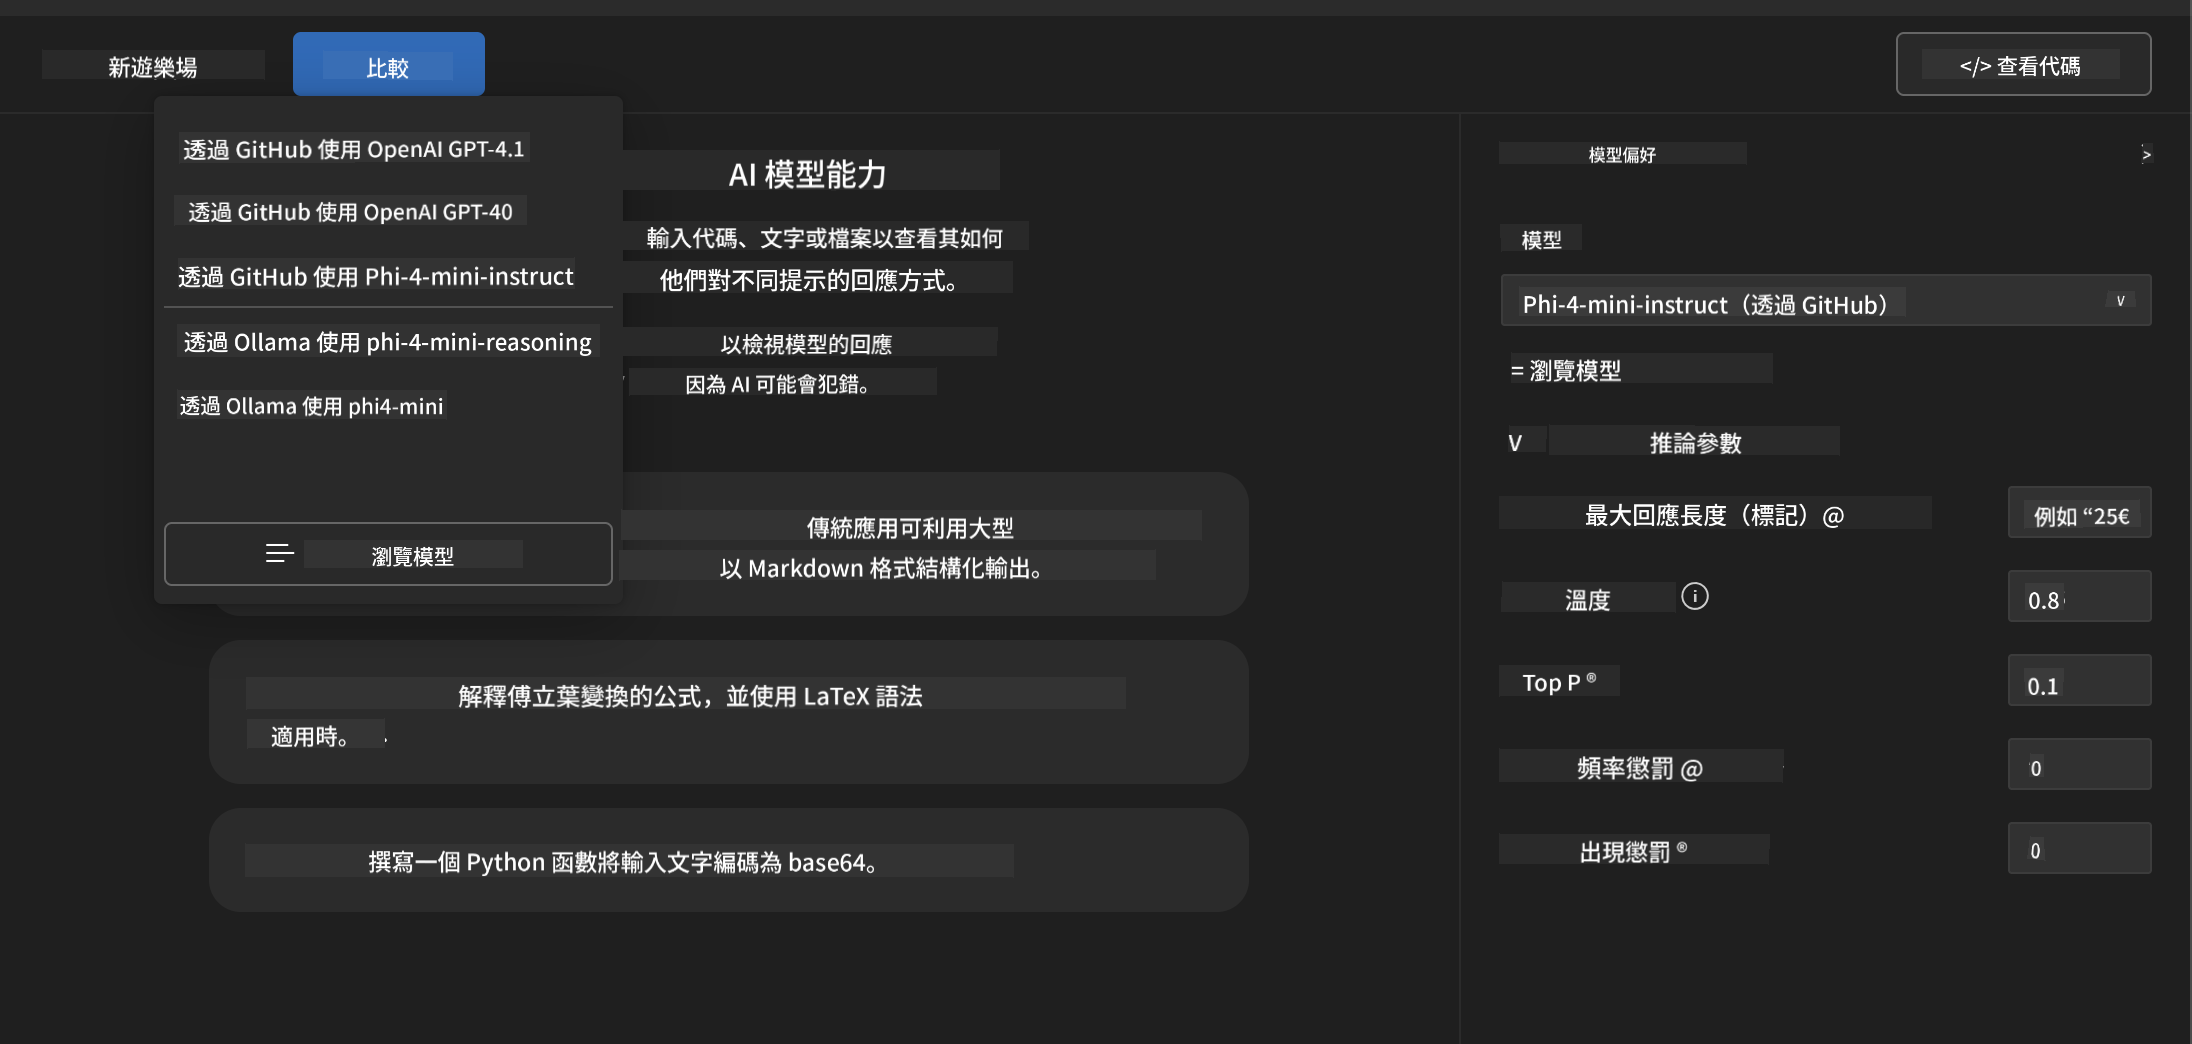 新遊樂場
比較
</> 查看代碼
透過 GitHub 使用 OpenAI GPT-4.1
透過 GitHub 使用 OpenAI GPT-40
透過 GitHub 使用 Phi-4-mini-instruct
透過 Ollama 使用 phi-4-mini-reasoning
透過 Ollama 使用 phi4-mini
瀏覽模型
AI 模型能力
輸入代碼、文字或檔案以查看其如何
他們對不同提示的回應方式。
以檢視模型的回應
因為 AI 可能會犯錯。
傳統應用可利用大型
以 Markdown 格式結構化輸出。
解釋傅立葉變換的公式，並使用 LaTeX 語法
適用時。
撰寫一個 Python 函數將輸入文字編碼為 base64。
模型偏好 >
模型
Phi-4-mini-instruct（透過 GitHub） v
= 瀏覽模型
V 推論參數
最大回應長度（標記）@ 例如 “25€
溫度 i 0.8
Top P ® 0.1
頻率懲罰 @ 0
出現懲罰 ® 0